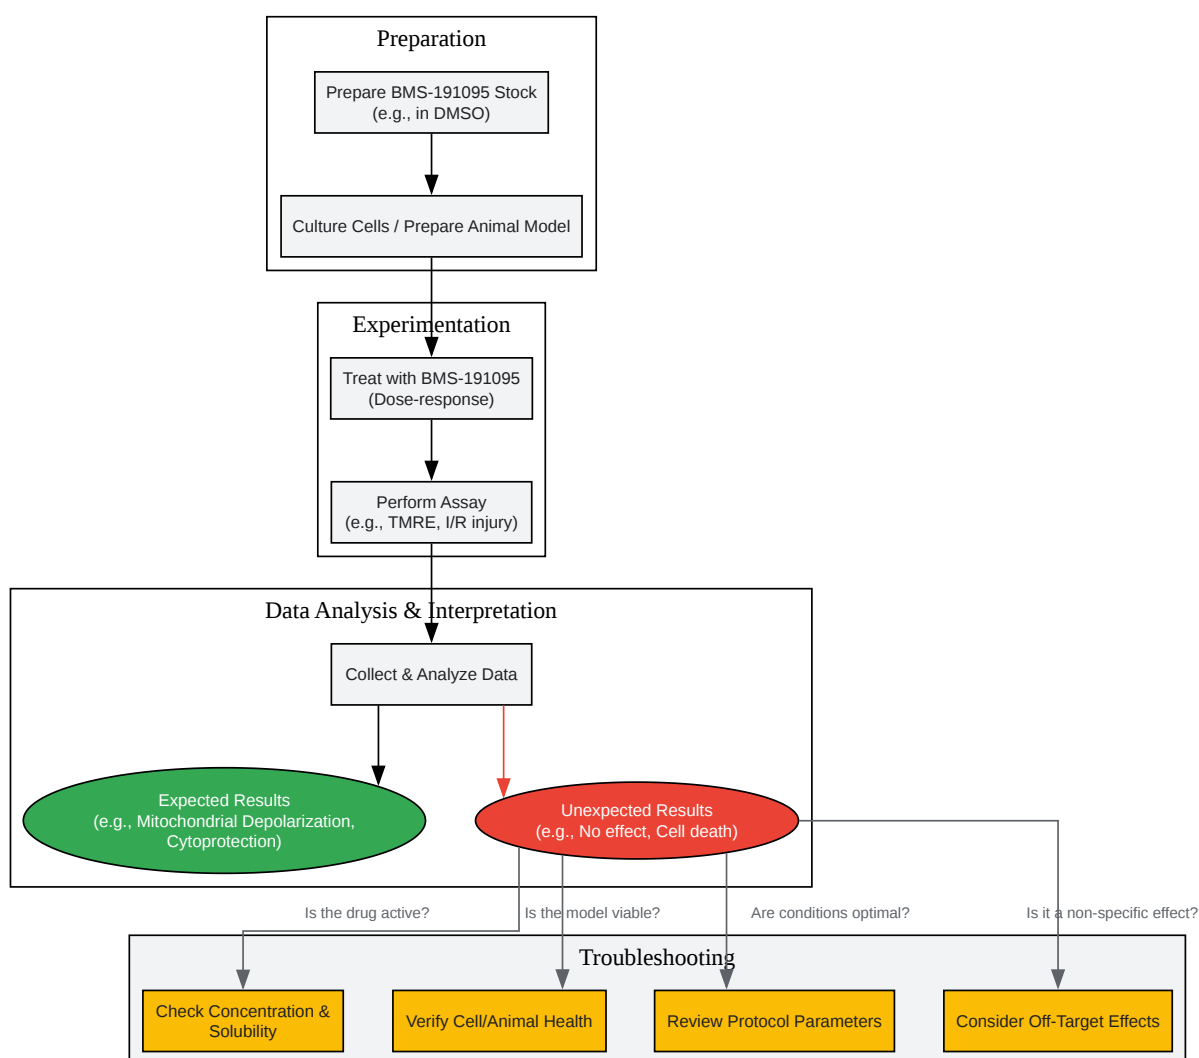 Preparation
Prepare BMS-191095 Stock
(e.g., in DMSO)
Culture Cells / Prepare Animal Model
Experimentation
Treat with BMS-191095
(Dose-response)
Perform Assay
(e.g., TMRE, I/R injury)
Data Analysis & Interpretation
Collect & Analyze Data
Expected Results
(e.g., Mitochondrial Depolarization,
Cytoprotection)
Unexpected Results
(e.g., No effect, Cell death)
Is the drug active?
Is the model viable?
Are conditions optimal?
Is it a non-specific effect?
Troubleshooting
Check Concentration &
Solubility
Verify Cell/Animal Health
Review Protocol Parameters
Consider Off-Target Effects